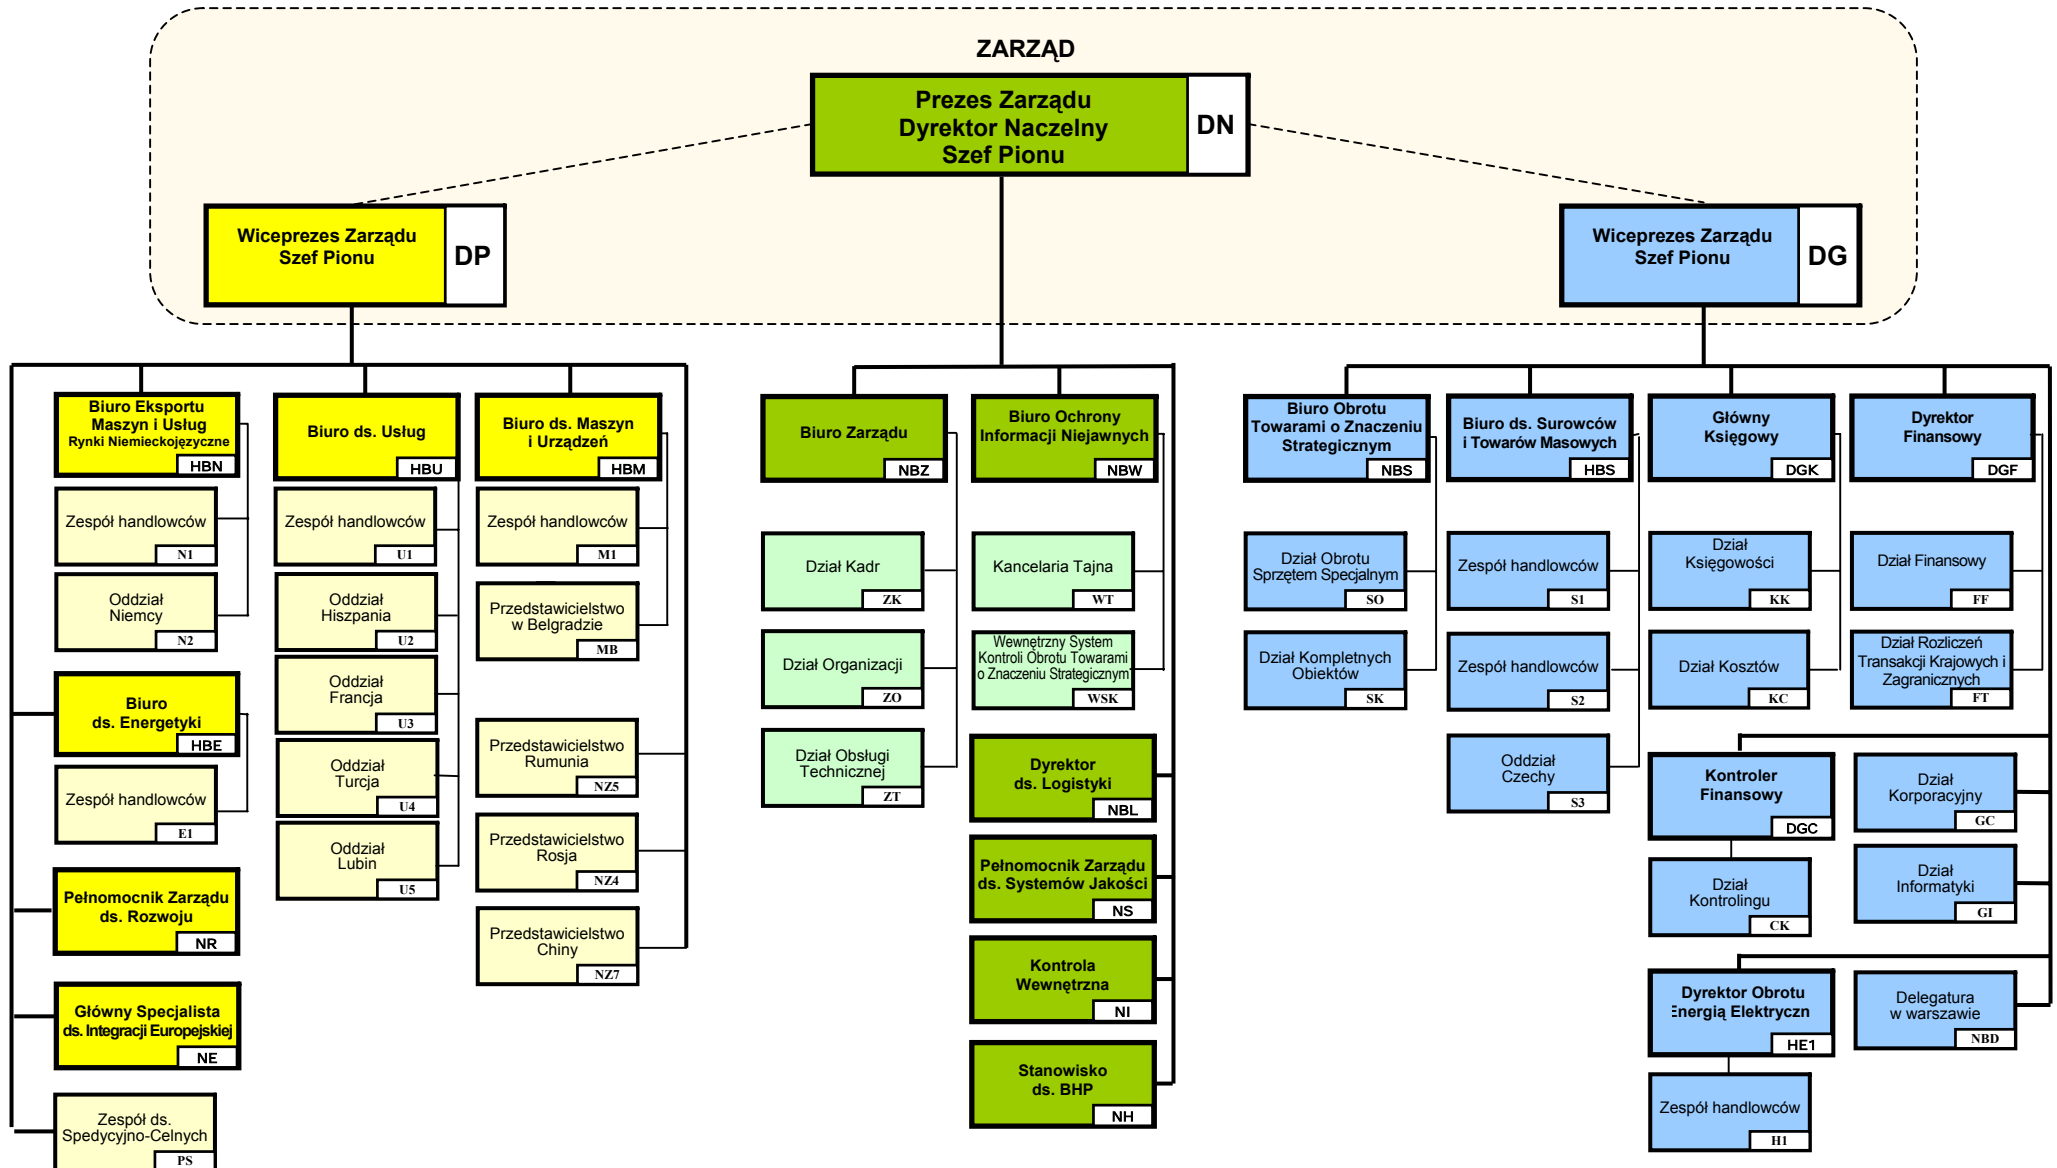 ZARZĄD
Prezes Zarządu
Dyrektor Naczelny
Szef Pionu
DN
Wiceprezes Zarządu
Szef Pionu
DP
Wiceprezes Zarządu
Szef Pionu
DG
Biuro Eksportu
Maszyn i Usług
Rynki Niemieckojęzyczne
HBN
Zespół handlowców
N1
Oddział
Niemcy
N2
Biuro
ds. Energetyki
HBE
Zespół handlowców
E1
Pełnomocnik Zarządu
ds. Rozwoju
NR
Główny Specjalista
ds. Integracji Europejskiej
NE
Zespół ds.
Spedycyjno-Celnych
PS
Biuro ds. Usług
HBU
Zespół handlowców
U1
Oddział
Hiszpania
U2
Oddział
Francja
U3
Oddział
Turcja
U4
Oddział
Lubin
U5
Biuro ds. Maszyn
i Urządzeń
HBM
Zespół handlowców
M1
Przedstawicielstwo
w Belgradzie
MB
Przedstawicielstwo
Rumunia
NZ5
Przedstawicielstwo
Rosja
NZ4
Przedstawicielstwo
Chiny
NZ7
Biuro Zarządu
NBZ
Dział Kadr
ZK
Dział Organizacji
ZO
Dział Obsługi
Technicznej
ZT
Biuro Ochrony
Informacji Niejawnych
NBW
Kancelaria Tajna
WT
Wewnętrzny System
Kontroli Obrotu Towarami
o Znaczeniu Strategicznym
WSK
Dyrektor
ds. Logistyki
NBL
Pełnomocnik Zarządu
ds. Systemów Jakości
NS
Kontrola
Wewnętrzna
NI
Stanowisko
ds. BHP
NH
Biuro Obrotu
Towarami o Znaczeniu
Strategicznym
NBS
Dział Obrotu
Sprzętem Specjalnym
SO
Dział Kompletnych
Obiektów
SK
Biuro ds. Surowców
i Towarów Masowych
HBS
Zespół handlowców
S1
Zespół handlowców
S2
Oddział
Czechy
S3
Główny
Księgowy
DGK
Dział
Księgowości
KK
Dział Kosztów
KC
Kontroler
Finansowy
DGC
Dział
Kontrolingu
CK
Dyrektor Obrotu
Energią Elektryczn
HE1
Zespół handlowców
H1
Dyrektor
Finansowy
DGF
Dział Finansowy
FF
Dział Rozliczeń
Transakcji Krajowych i
Zagranicznych
FT
Dział
Korporacyjny
GC
Dział
Informatyki
GI
Delegatura
w warszawie
NBD